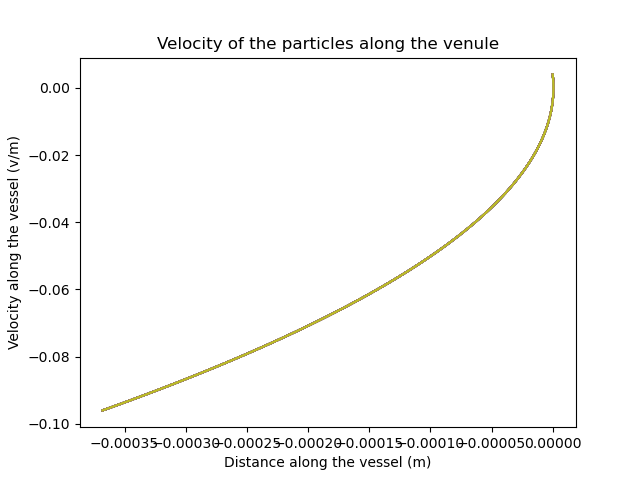 Velocity of the particles along the venule
0.00
−0.02
−0.04
−0.06
−0.08
−0.10
Velocity along the vessel (v/m)
−0.00035 −0.00030 −0.00025 −0.00020 −0.00015 −0.00010 −0.00005 0.00000
Distance along the vessel (m)